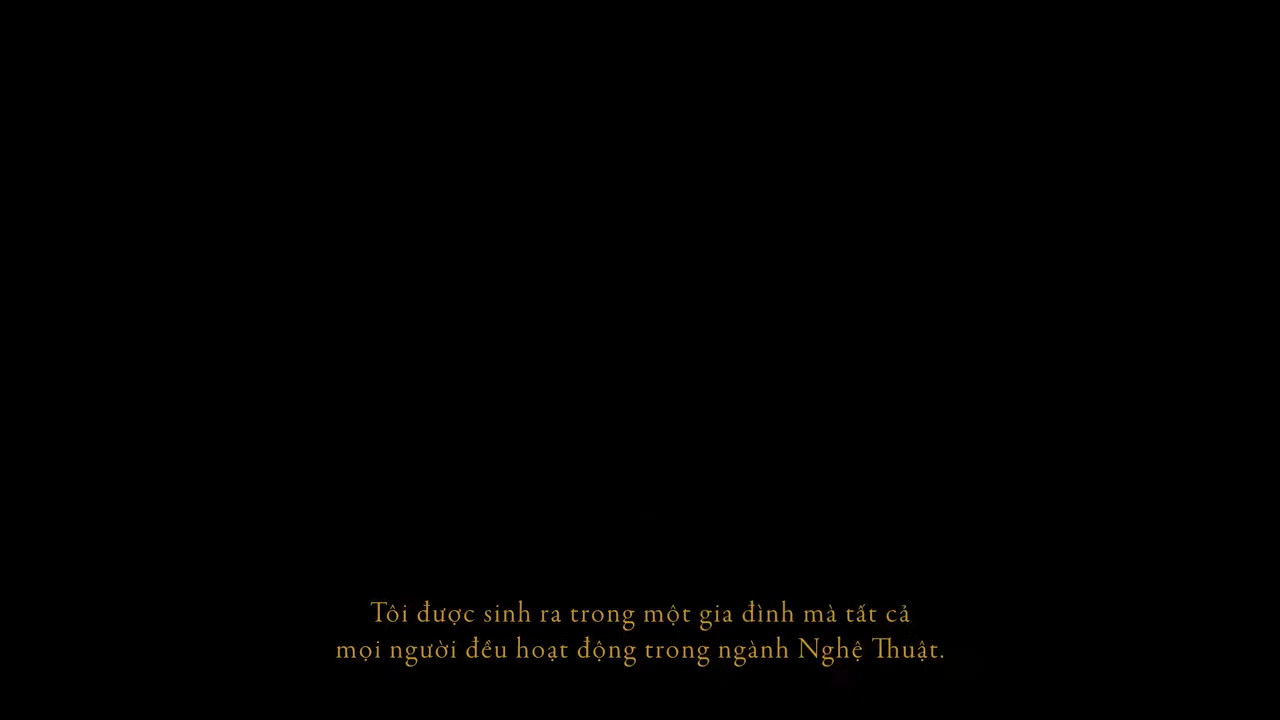 Tôi được sinh ra trong một gia đình mà tất cả
mọi người đều hoạt động trong ngành Nghệ Thuật.